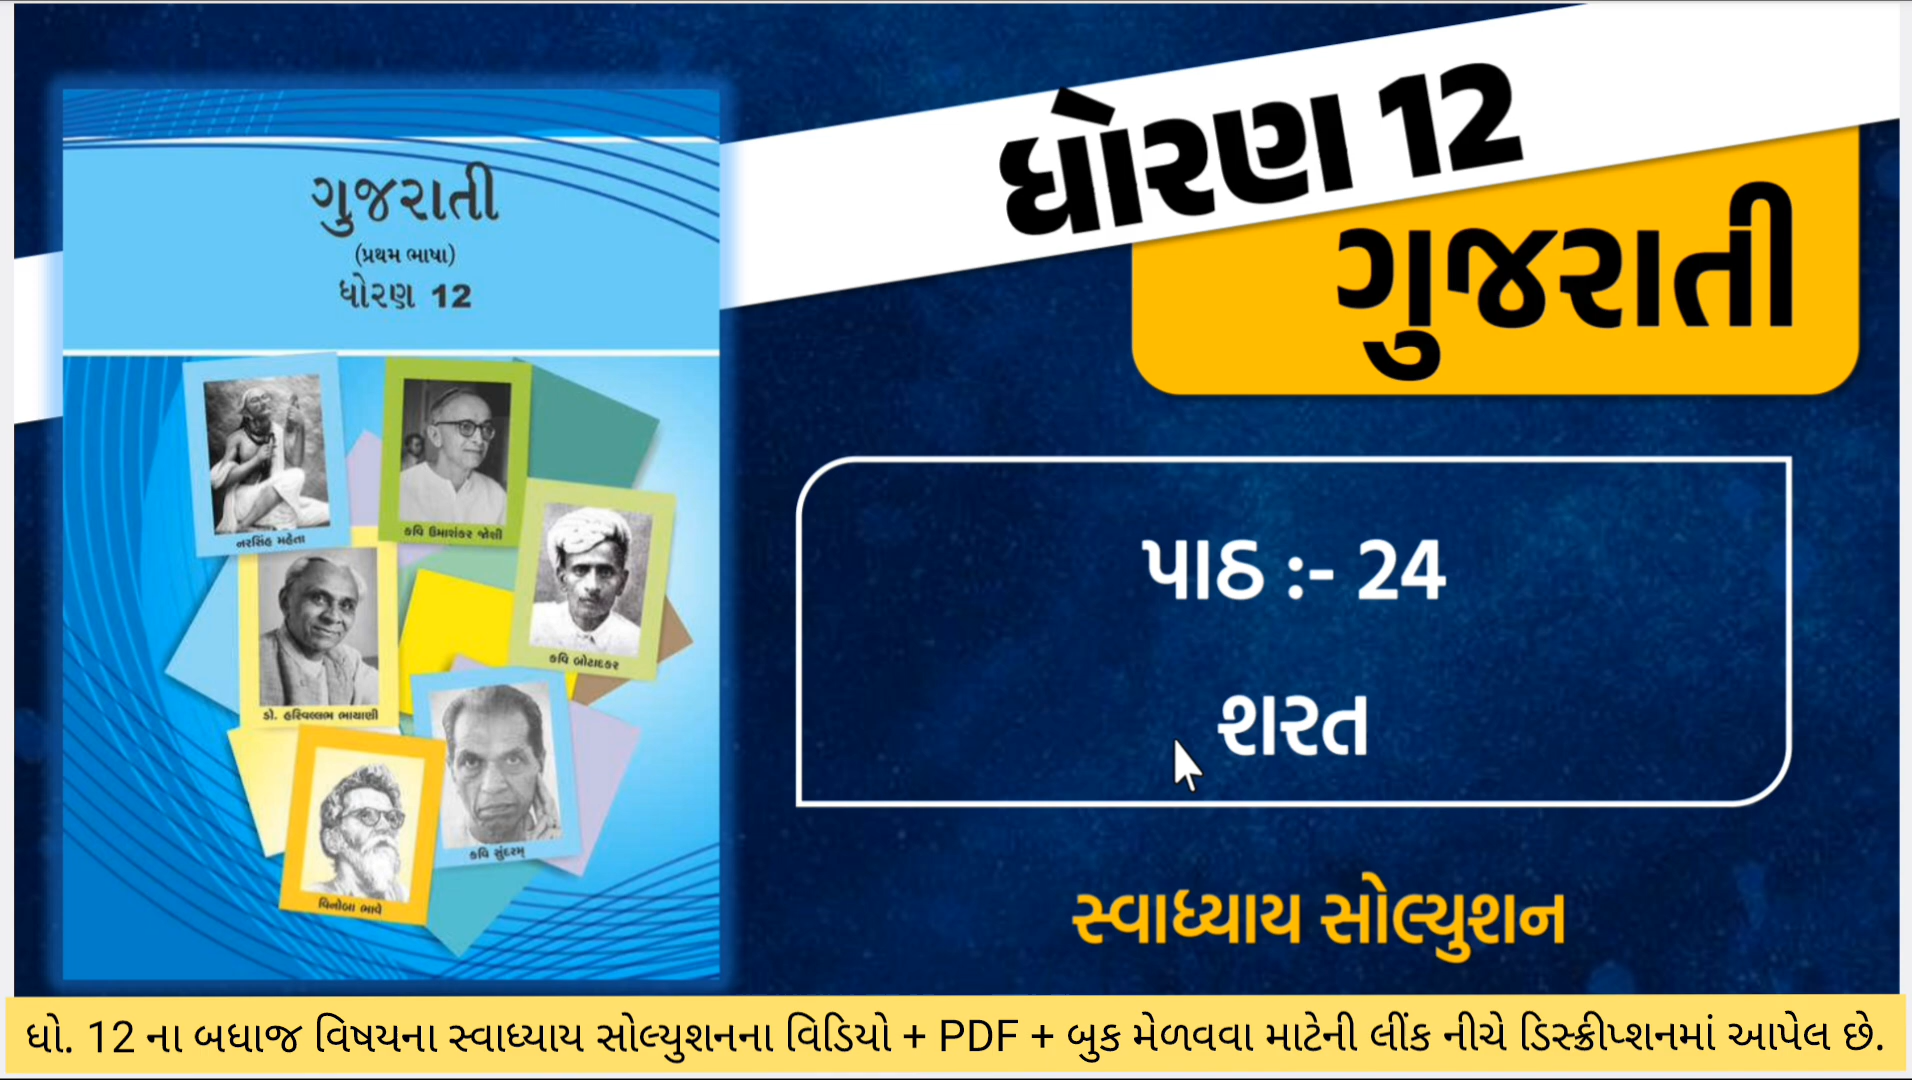 ગુજરાતી
(પ્રથમ ભાષા)
ધોરણ 12
નરસિંહ મહેતા
કવિ ઉમાશંકર જોશી
કવિ બોટાદકર
ડો. હરિવલ્લભ ભાયાણી
કવિ સુંદરમ્
વિનોબા ભાવે
ધોરણ 12
ગુજરાતી
પાઠ :- 24
શરત
સ્વાધ્યાય સોલ્યુશન
ધો. 12 ના બધાજ વિષયના સ્વાધ્યાય સોલ્યુશનના વિડિયો + PDF + બુક મેળવવા માટેની લીંક નીચે ડિસ્ક્રીપ્શનમાં આપેલ છે.